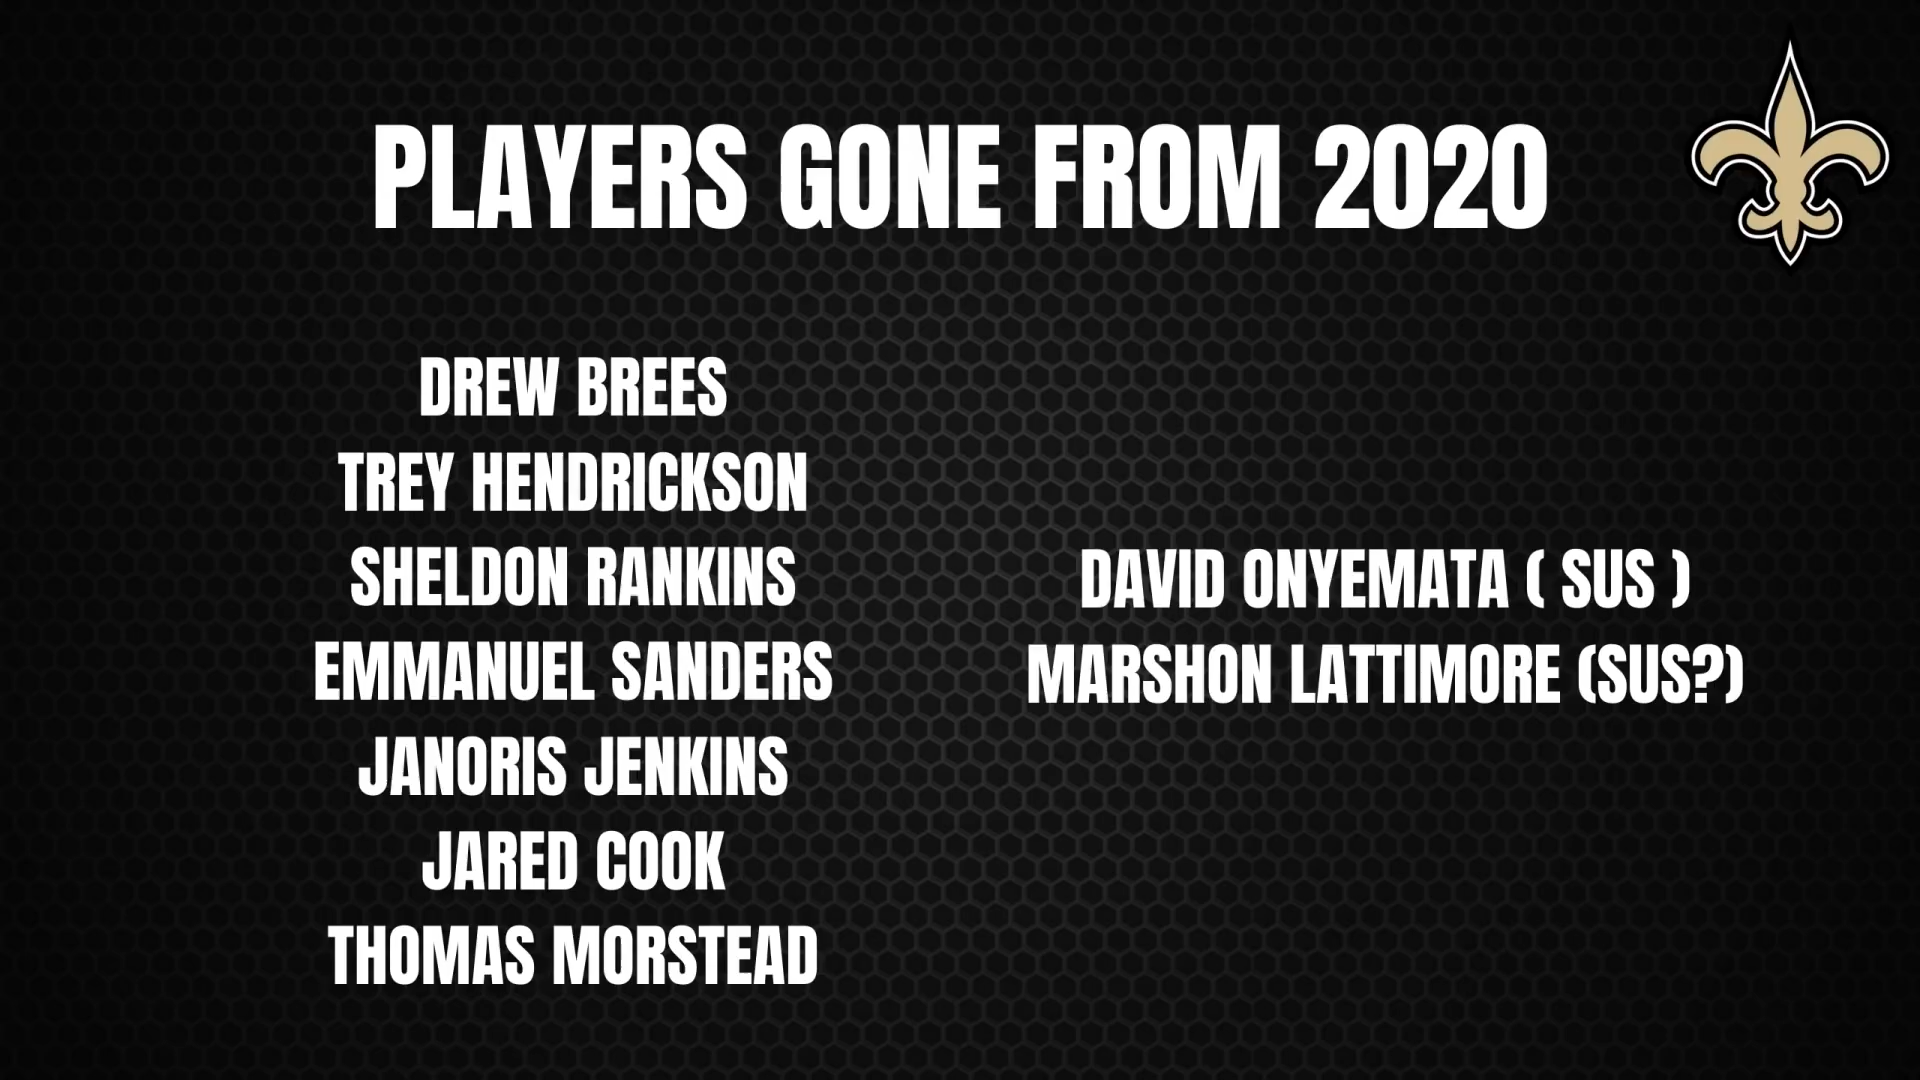 PLAYERS GONE FROM 2020
DREW BREES
TREY HENDRICKSON
SHELDON RANKINS
EMMANUEL SANDERS
JANORIS JENKINS
JARED COOK
THOMAS MORSTEAD
DAVID ONYEMATA ( SUS )
MARSHON LATTIMORE (SUS?)